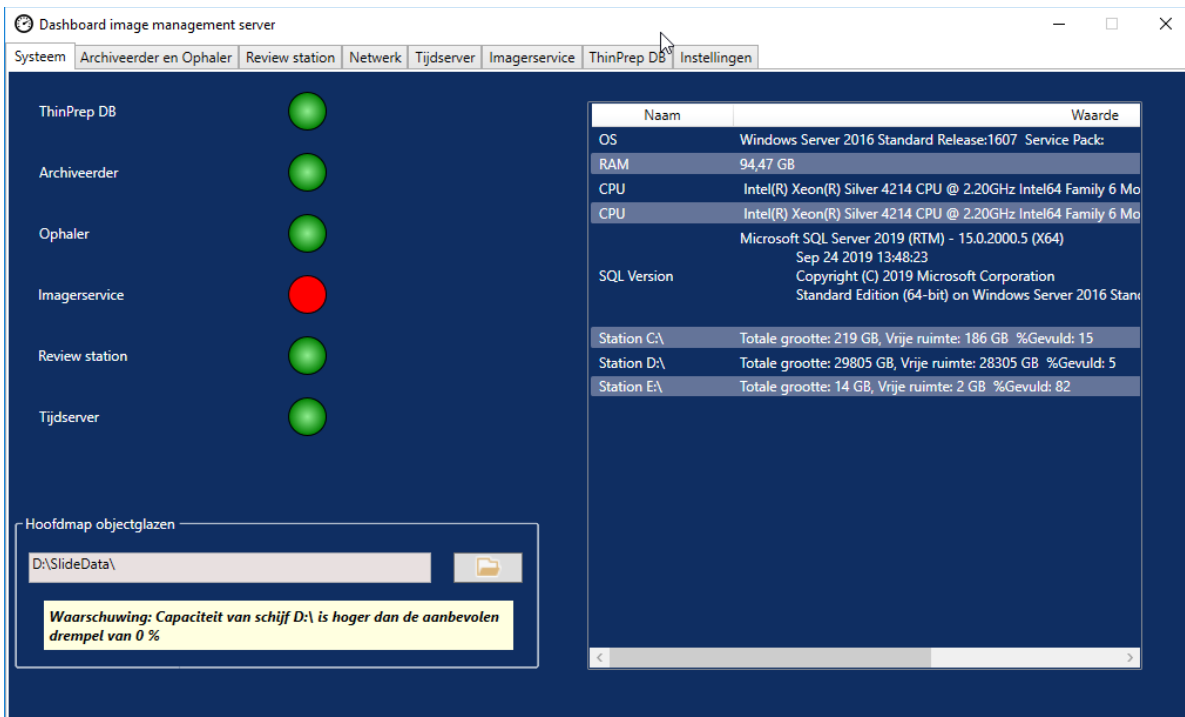 Dashboard image management server
Systeem Archiveerder en Ophaler Review station Netwerk Tijdserver Imagerservice ThinPrep DB Instellingen
ThinPrep DB
Archiveerder
Ophaler
Imagerservice
Review station
Tijdserver
Hoofdmap objectglazen
D:\SlideData\
Waarschuwing: Capaciteit van schijf D:\ is hoger dan de aanbevolen
drempel van 0 %
Naam Waarde
OS Windows Server 2016 Standard Release:1607 Service Pack:
RAM 94,47 GB
CPU Intel(R) Xeon(R) Silver 4214 CPU @ 2.20GHz Intel64 Family 6 Mo
CPU Intel(R) Xeon(R) Silver 4214 CPU @ 2.20GHz Intel64 Family 6 Mo
Microsoft SQL Server 2019 (RTM) - 15.0.2000.5 (X64)
Sep 24 2019 13:48:23
SQL Version Copyright (C) 2019 Microsoft Corporation
Standard Edition (64-bit) on Windows Server 2016 Stan
Station C:\ Totale grootte: 219 GB, Vrije ruimte: 186 GB %Gevuld: 15
Station D:\ Totale grootte: 29805 GB, Vrije ruimte: 28305 GB %Gevuld: 5
Station E:\ Totale grootte: 14 GB, Vrije ruimte: 2 GB %Gevuld: 82